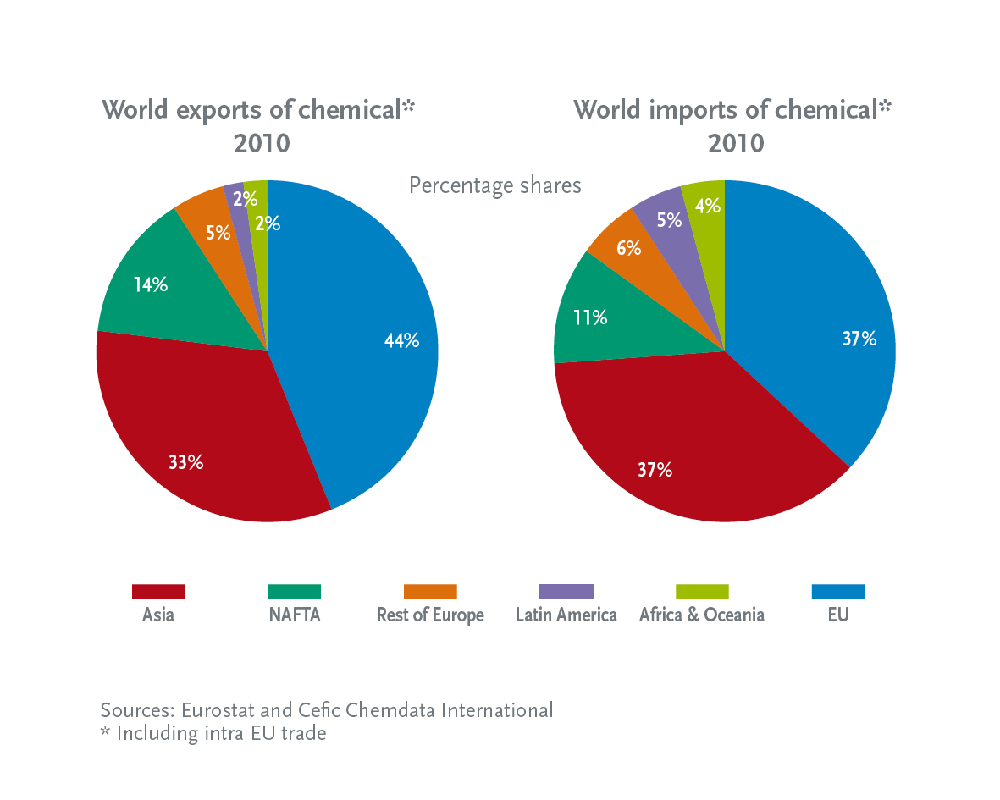 World exports of chemical*
2010
World imports of chemical*
2010
Percentage shares
2%
2%
5%
14%
44%
33%
4%
5%
6%
11%
37%
37%
Asia
NAFTA
Rest of Europe
Latin America
Africa & Oceania
EU
Sources: Eurostat and Cefic Chemdata International
* Including intra EU trade